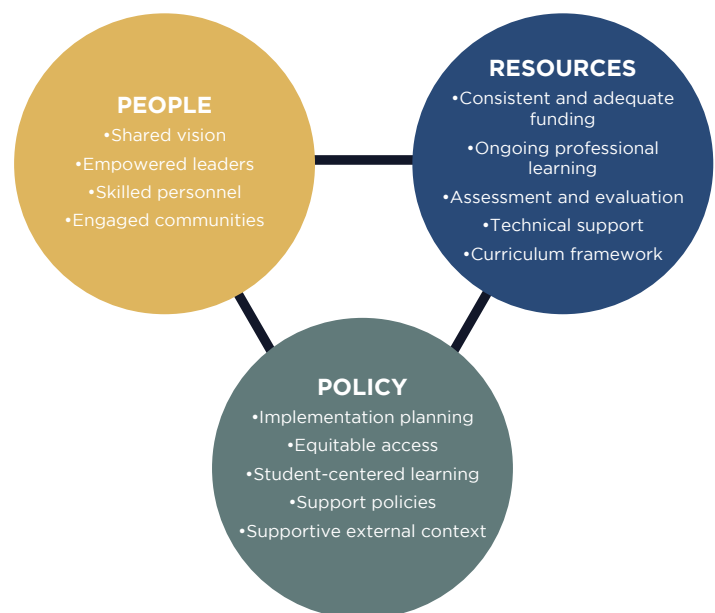 PEOPLE
•Shared vision
•Empowered leaders
•Skilled personnel
•Engaged communities
RESOURCES
•Consistent and adequate
funding
•Ongoing professional
learning
•Assessment and evaluation
•Technical support
•Curriculum framework
POLICY
•Implementation planning
•Equitable access
•Student-centered learning
•Support policies
•Supportive external context